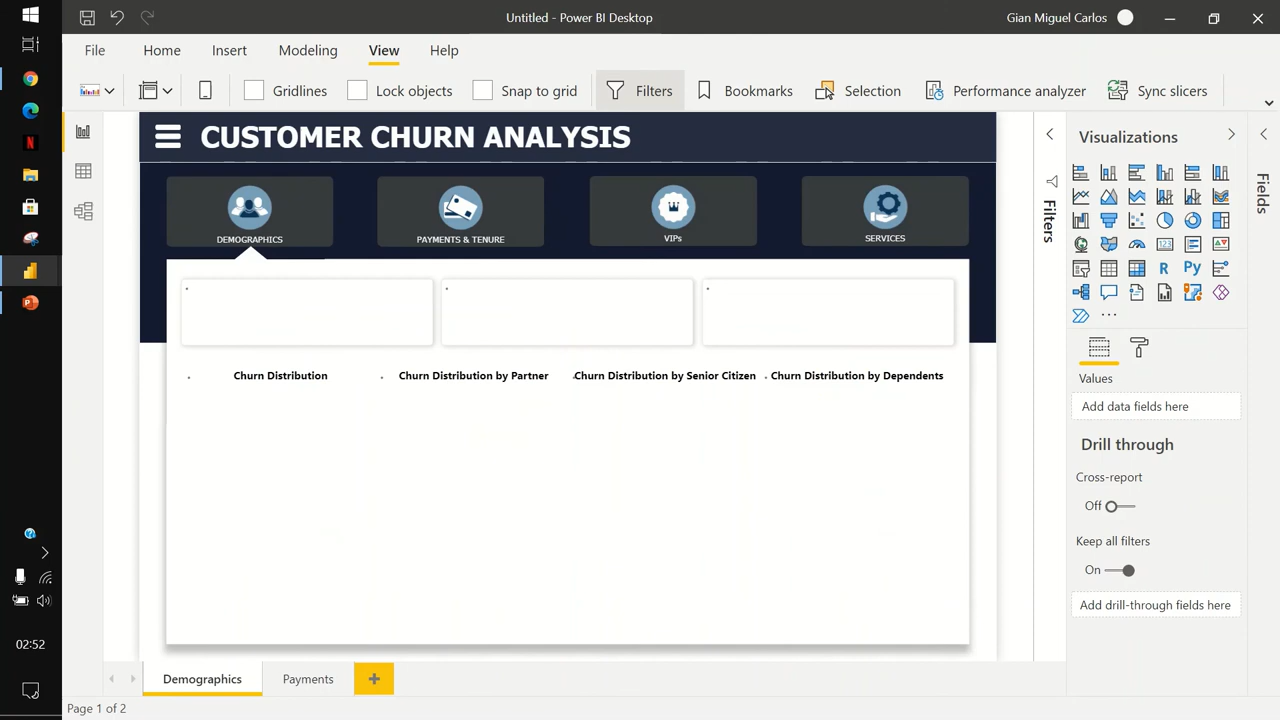 Untitled - Power BI Desktop
Gian Miguel Carlos
File Home Insert Modeling View Help
Gridlines Lock objects Snap to grid Filters Bookmarks Selection Performance analyzer Sync slicers
CUSTOMER CHURN ANALYSIS
DEMOGRAPHICS
PAYMENTS & TENURE
VIPs
SERVICES
Churn Distribution
Churn Distribution by Partner
Churn Distribution by Senior Citizen
Churn Distribution by Dependents
Filters
Visualizations
R Py
123
Values
Add data fields here
Drill through
Cross-report
Off
Keep all filters
On
Add drill-through fields here
Fields
02:52
Demographics Payments
Page 1 of 2